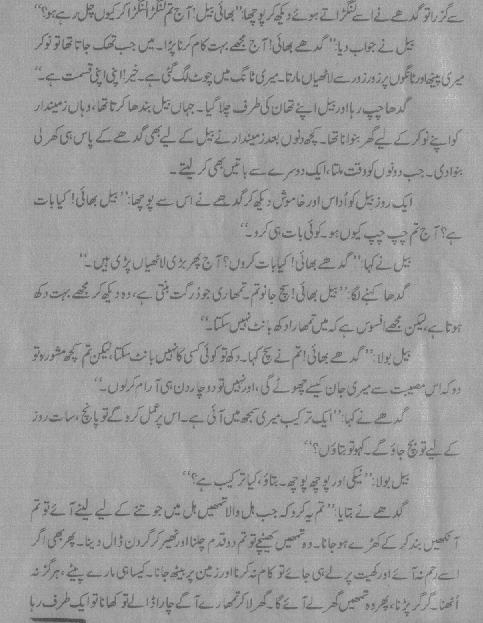 سے گزرا تو گدھے نے اسے لنگڑاتے ہوئے دیکھ کر پوچھا: ’’بھائی بیل! آج تم لنگڑا لنگڑا کر کیوں چل رہے ہو؟‘‘
بیل نے جواب دیا: ’’گدھے بھائی! آج مجھے بہت کام کرنا پڑا۔ میں جب تھک جاتا تھا تو نوکر
میری پیٹھ اور ٹانگوں پر زور زور سے لاٹھیاں مارتا۔ میری ٹانگ میں چوٹ لگ گئی ہے۔ خیر! اپنی اپنی قسمت ہے۔‘‘
گدھا چپ رہا اور بیل اپنے تھان کی طرف چلا گیا۔ جہاں بیل بندھا کرتا تھا، وہاں زمیندار
کو اپنے نوکر کے لیے گھر بنوانا تھا۔ کچھ دنوں بعد زمیندار نے بیل کے لیے بھی گدھے کے پاس ہی کھرلی
بنوا دی۔ جب دونوں کو وقت ملتا، ایک دوسرے سے باتیں بھی کر لیتے۔
ایک روز بیل کو اُداس اور خاموش دیکھ کر گدھے نے اس سے پوچھا: ’’بیل بھائی! کیا بات
ہے؟ آج تم چپ چپ کیوں ہو۔ کوئی بات ہی کرو۔‘‘
بیل نے کہا: ’’گدھے بھائی! کیا بات کروں؟ آج پھر بڑی لاٹھیاں پڑی ہیں۔‘‘
گدھا کہنے لگا: ’’بیل بھائی! سچ جانو تم۔ تمھاری جو درگت بنتی ہے، وہ دیکھ کر مجھے بہت دکھ
ہوتا ہے، لیکن مجھے افسوس ہے کہ میں تمھارا دکھ بانٹ نہیں سکتا۔‘‘
بیل بولا: ’’گدھے بھائی! تم نے سچ کہا۔ دکھ تو کوئی کسی کا نہیں بانٹ سکتا، لیکن تم کچھ مشورہ تو
دو کہ اس مصیبت سے میری جان کیسے چھوٹے گی، اور نہیں تو دو چار دن ہی آرام کر لوں۔‘‘
گدھے نے کہا: ’’ایک ترکیب میری سمجھ میں آئی ہے۔ اس پر عمل کرو گے تو پانچ، سات روز
کے لیے تو بچ جاؤ گے۔ کہو تو بتاؤں؟‘‘
بیل بولا: ’’نیکی اور پوچھ پوچھ۔ بتاؤ، کیا ترکیب ہے؟‘‘
گدھے نے بتایا: ’’تم یہ کرو کہ جب ہل والا تمھیں ہل میں جوتنے کے لیے لینے آئے تو تم
آنکھیں بند کر کے کھڑے ہو جانا۔ وہ تمھیں کھینچے تو تم دو قدم چلنا اور ٹھہر کر گردن ڈال دینا۔ پھر بھی اگر
اسے رحم نہ آئے اور کھیت پر لے ہی جائے تو کام نہ کرنا اور زمین پر بیٹھ جانا۔ کیسا ہی مارے پیٹے، ہرگز نہ
اُٹھنا۔ گر گر پڑنا، پھر وہ تمھیں گھر لے آئے گا۔ گھر لا کر تمھارے آگے چارا ڈالے تو کھانا تو ایک طرف رہا